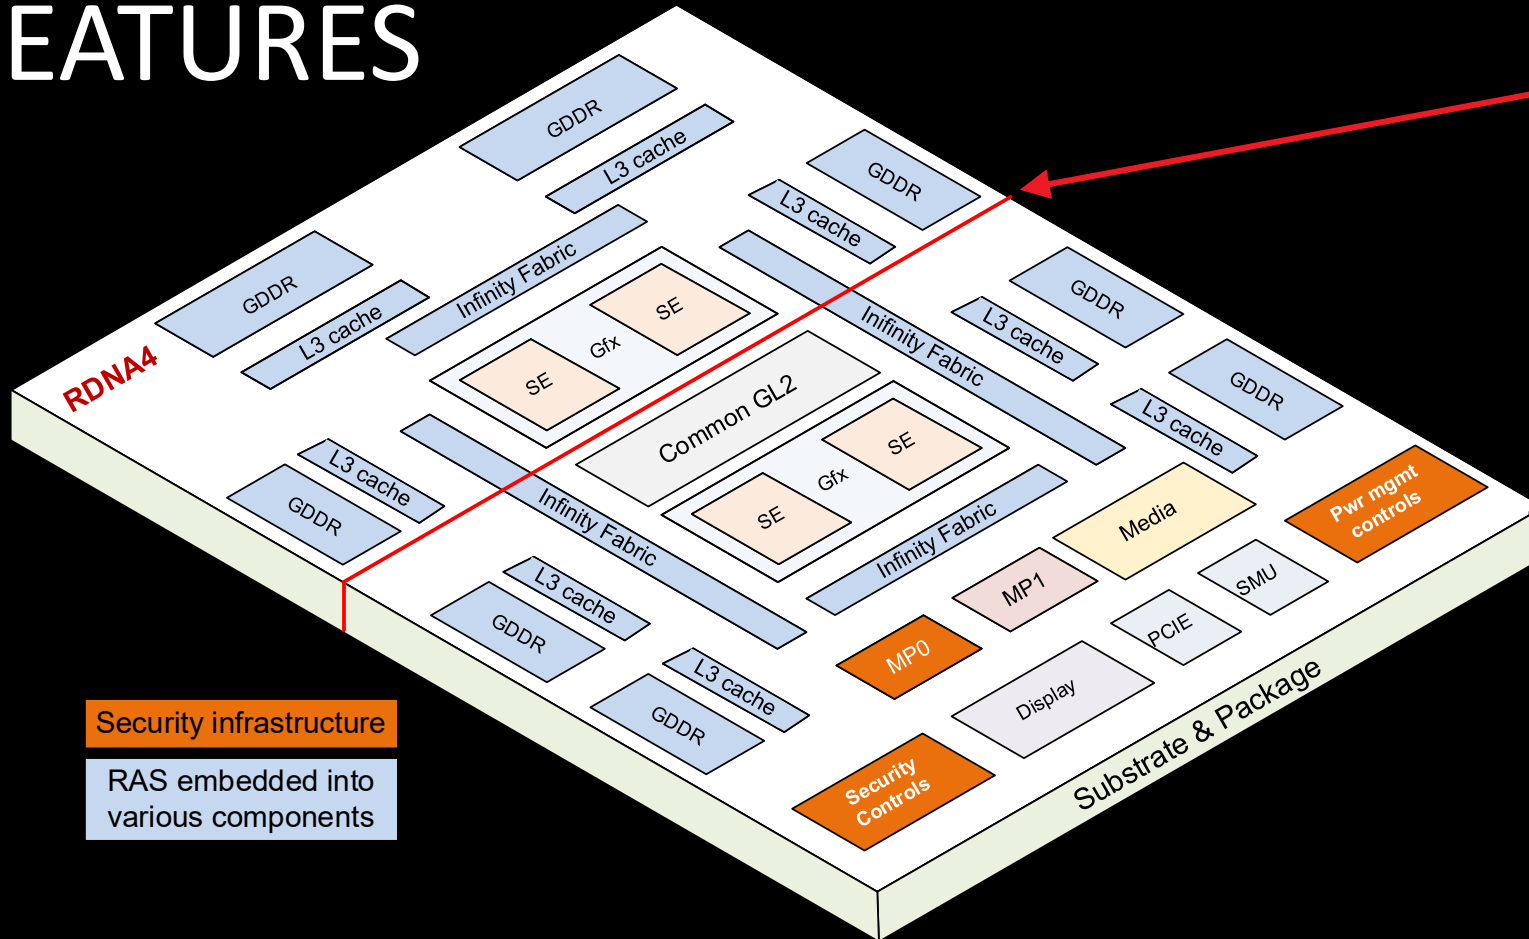 EATURES
GDDR
L3 cache
GDDR
L3 cache
Infinity Fabric
GDDR
L3 cache
RDNA4
SE
Gfx
SE
Inifinity Fabric
GDDR
L3 cache
GDDR
L3 cache
Common GL2
L3 cache
GDDR
Infinity Fabric
SE
Gfx
SE
Infinity Fabric
L3 cache
GDDR
L3 cache
GDDR
Media
MP1
MP0
Pwr mgmt
controls
SMU
PCIE
Display
Security
Controls
Substrate & Package
Security infrastructure
RAS embedded into
various components